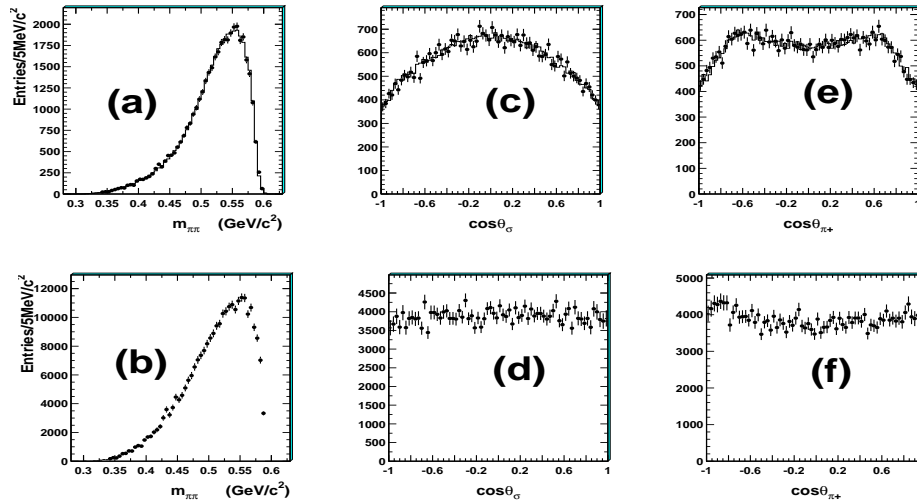 Entries/5MeV/c²
2000
1750
1500
1250
1000
750
500
250
0
(a)
0.3 0.35 0.4 0.45 0.5 0.55 0.6
mππ (GeV/c²)
700
600
500
400
300
200
100
0
(c)
-1 -0.6 -0.2 0.2 0.6 1
cosθσ
700
600
500
400
300
200
100
0
(e)
-1 -0.6 -0.2 0.2 0.6 1
cosθπ+
Entries/5MeV/c²
12000
10000
8000
6000
4000
2000
0
(b)
0.3 0.35 0.4 0.45 0.5 0.55 0.6
mππ (GeV/c²)
4500
4000
3500
3000
2500
2000
1500
1000
500
0
(d)
-1 -0.6 -0.2 0.2 0.6 1
cosθσ
5000
4000
3000
2000
1000
0
(f)
-1 -0.6 -0.2 0.2 0.6 1
cosθπ+